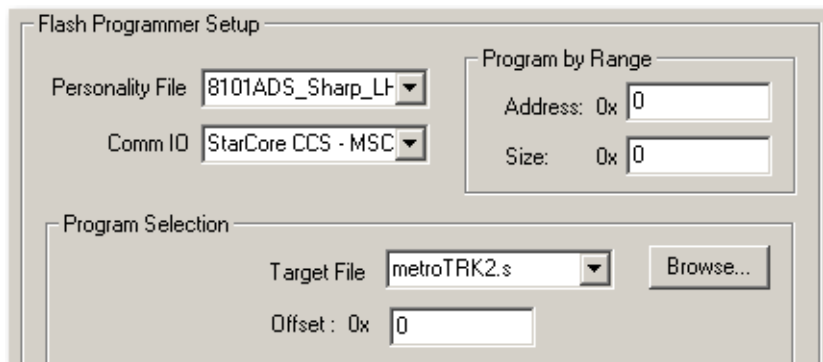 Flash Programmer Setup
Personality File 8101ADS_Sharp_LH
Comm IO StarCore CCS - MSC
Program by Range
Address: 0x 0
Size: 0x 0
Program Selection
Target File metroTRK2.s Browse...
Offset : 0x 0